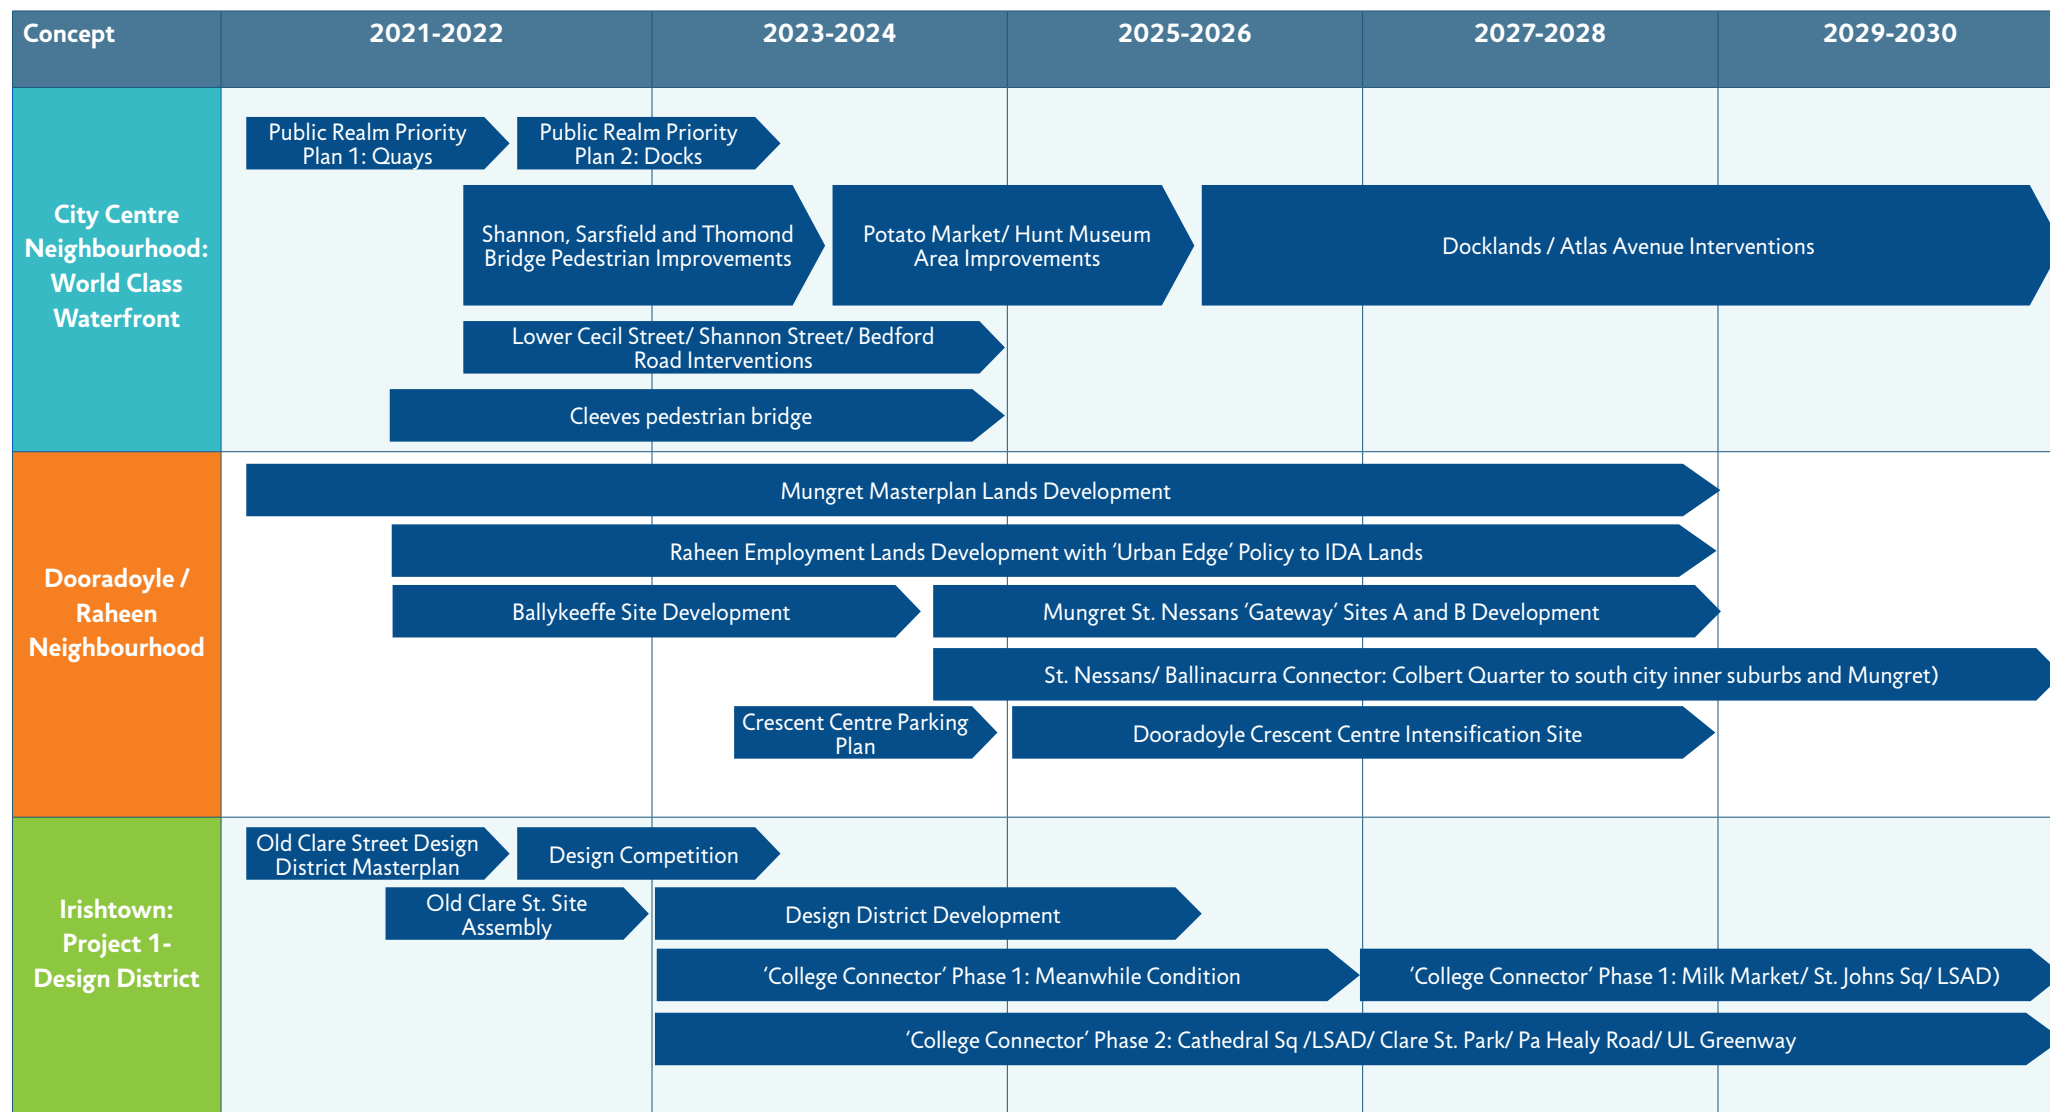 Concept
2021-2022
2023-2024
2025-2026
2027-2028
2029-2030
City Centre
Neighbourhood:
World Class
Waterfront
Public Realm Priority
Plan 1: Quays
Public Realm Priority
Plan 2: Docks
Shannon, Sarsfield and Thomond
Bridge Pedestrian Improvements
Potato Market/ Hunt Museum
Area Improvements
Docklands / Atlas Avenue Interventions
Lower Cecil Street/ Shannon Street/ Bedford
Road Interventions
Cleeves pedestrian bridge
Dooradoyle /
Raheen
Neighbourhood
Mungret Masterplan Lands Development
Raheen Employment Lands Development with ‘Urban Edge’ Policy to IDA Lands
Ballykeeffe Site Development
Mungret St. Nessans ‘Gateway’ Sites A and B Development
St. Nessans/ Ballinacurra Connector: Colbert Quarter to south city inner suburbs and Mungret)
Crescent Centre Parking
Plan
Dooradoyle Crescent Centre Intensification Site
Irishtown:
Project 1-
Design District
Old Clare Street Design
District Masterplan
Design Competition
Old Clare St. Site
Assembly
Design District Development
‘College Connector’ Phase 1: Meanwhile Condition
‘College Connector’ Phase 1: Milk Market/ St. Johns Sq/ LSAD)
‘College Connector’ Phase 2: Cathedral Sq /LSAD/ Clare St. Park/ Pa Healy Road/ UL Greenway